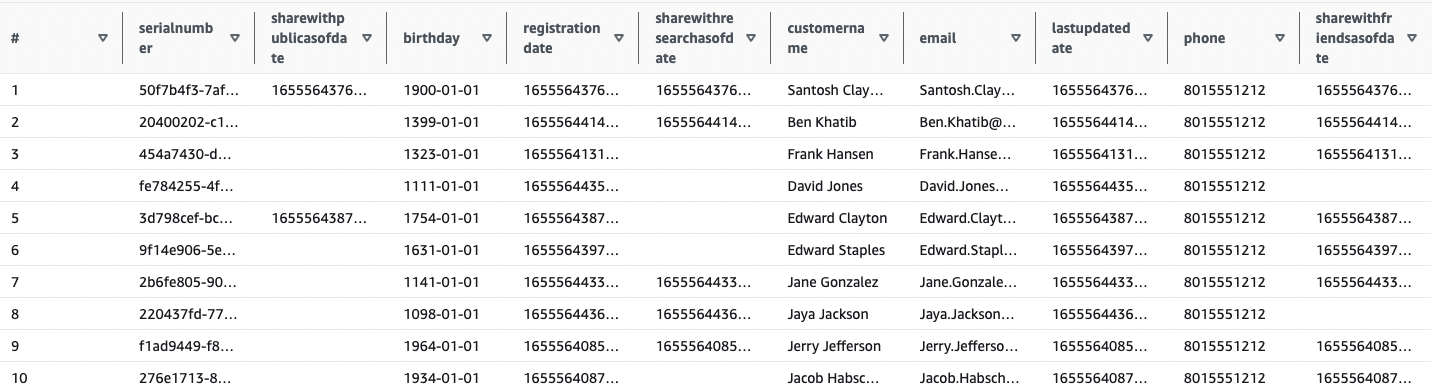 # serialnumber sharewithpublicasofdate birthday registrationdate sharewithresearchasofdate customername email lastupdatedate phone sharewithfriendsasofdate
1 50f7b4f3-7af... 1655564376... 1900-01-01 1655564376... 1655564376... Santosh Clay... Santosh.Clay... 1655564376... 8015551212 1655564376...
2 20400202-c1... 1399-01-01 1655564414... 1655564414... Ben Khatib Ben.Khatib@... 1655564414... 8015551212 1655564414...
3 454a7430-d... 1323-01-01 1655564131... Frank Hansen Frank.Hanse... 1655564131... 8015551212 1655564131...
4 fe784255-4f... 1111-01-01 1655564435... David Jones David.Jones... 1655564435... 8015551212
5 3d798cef-bc... 1655564387... 1754-01-01 1655564387... Edward Clayton Edward.Clayt... 1655564387... 8015551212 1655564387...
6 9f14e906-5e... 1631-01-01 1655564397... Edward Staples Edward.Stapl... 1655564397... 8015551212 1655564397...
7 2b6fe805-90... 1141-01-01 1655564433... 1655564433... Jane Gonzalez Jane.Gonzale... 1655564433... 8015551212 1655564433...
8 220437fd-77... 1098-01-01 1655564436... 1655564436... Jaya Jackson Jaya.Jackson... 1655564436... 8015551212
9 f1ad9449-f8... 1964-01-01 1655564085... 1655564085... Jerry Jefferson Jerry.Jefferso... 1655564085... 8015551212 1655564085...
10 276e1713-8... 1934-01-01 1655564087... Jacob Habsc... Jacob.Habsch... 1655564087... 8015551212 1655564087...